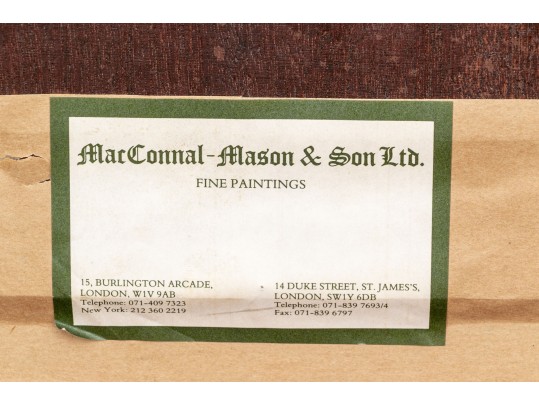 MacConnal-Mason & Son Ltd.
FINE PAINTINGS
15, BURLINGTON ARCADE,
LONDON, W1V 9AB
Telephone: 071-409 7323
New York: 212 360 2219
14 DUKE STREET, ST. JAMES'S,
LONDON, SW1Y 6DB
Telephone: 071-839 7693/4
Fax: 071-839 6797